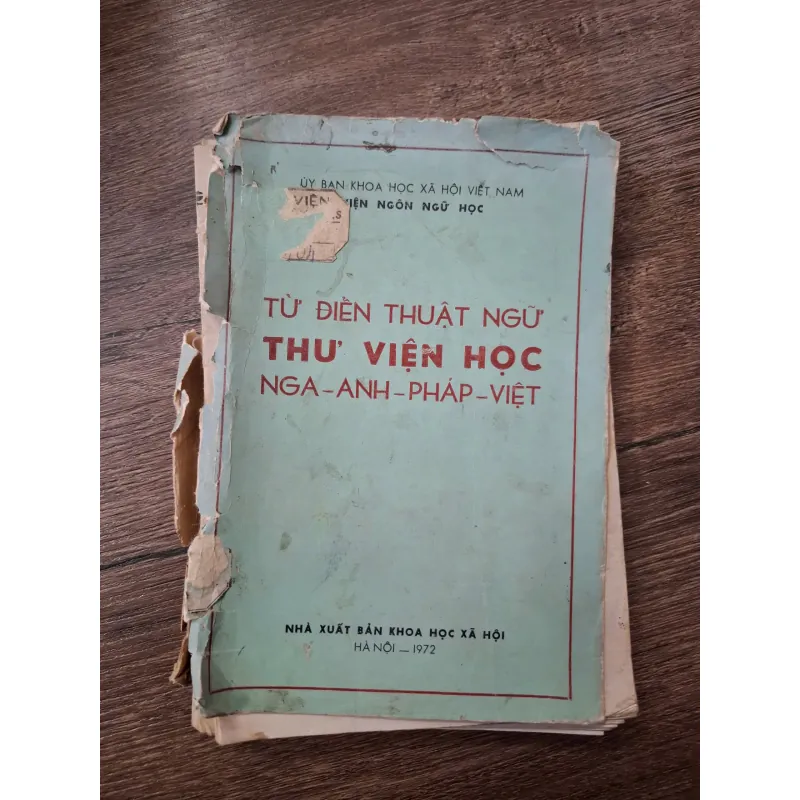 ỦY BAN KHOA HỌC XÃ HỘI VIỆT NAM
VIỆN NGÔN NGỮ HỌC
VIỆN
TỪ ĐIỂN THUẬT NGỮ
THƯ VIỆN HỌC
NGA-ANH-PHÁP-VIỆT
NHÀ XUẤT BẢN KHOA HỌC XÃ HỘI
HÀ NỘI - 1972